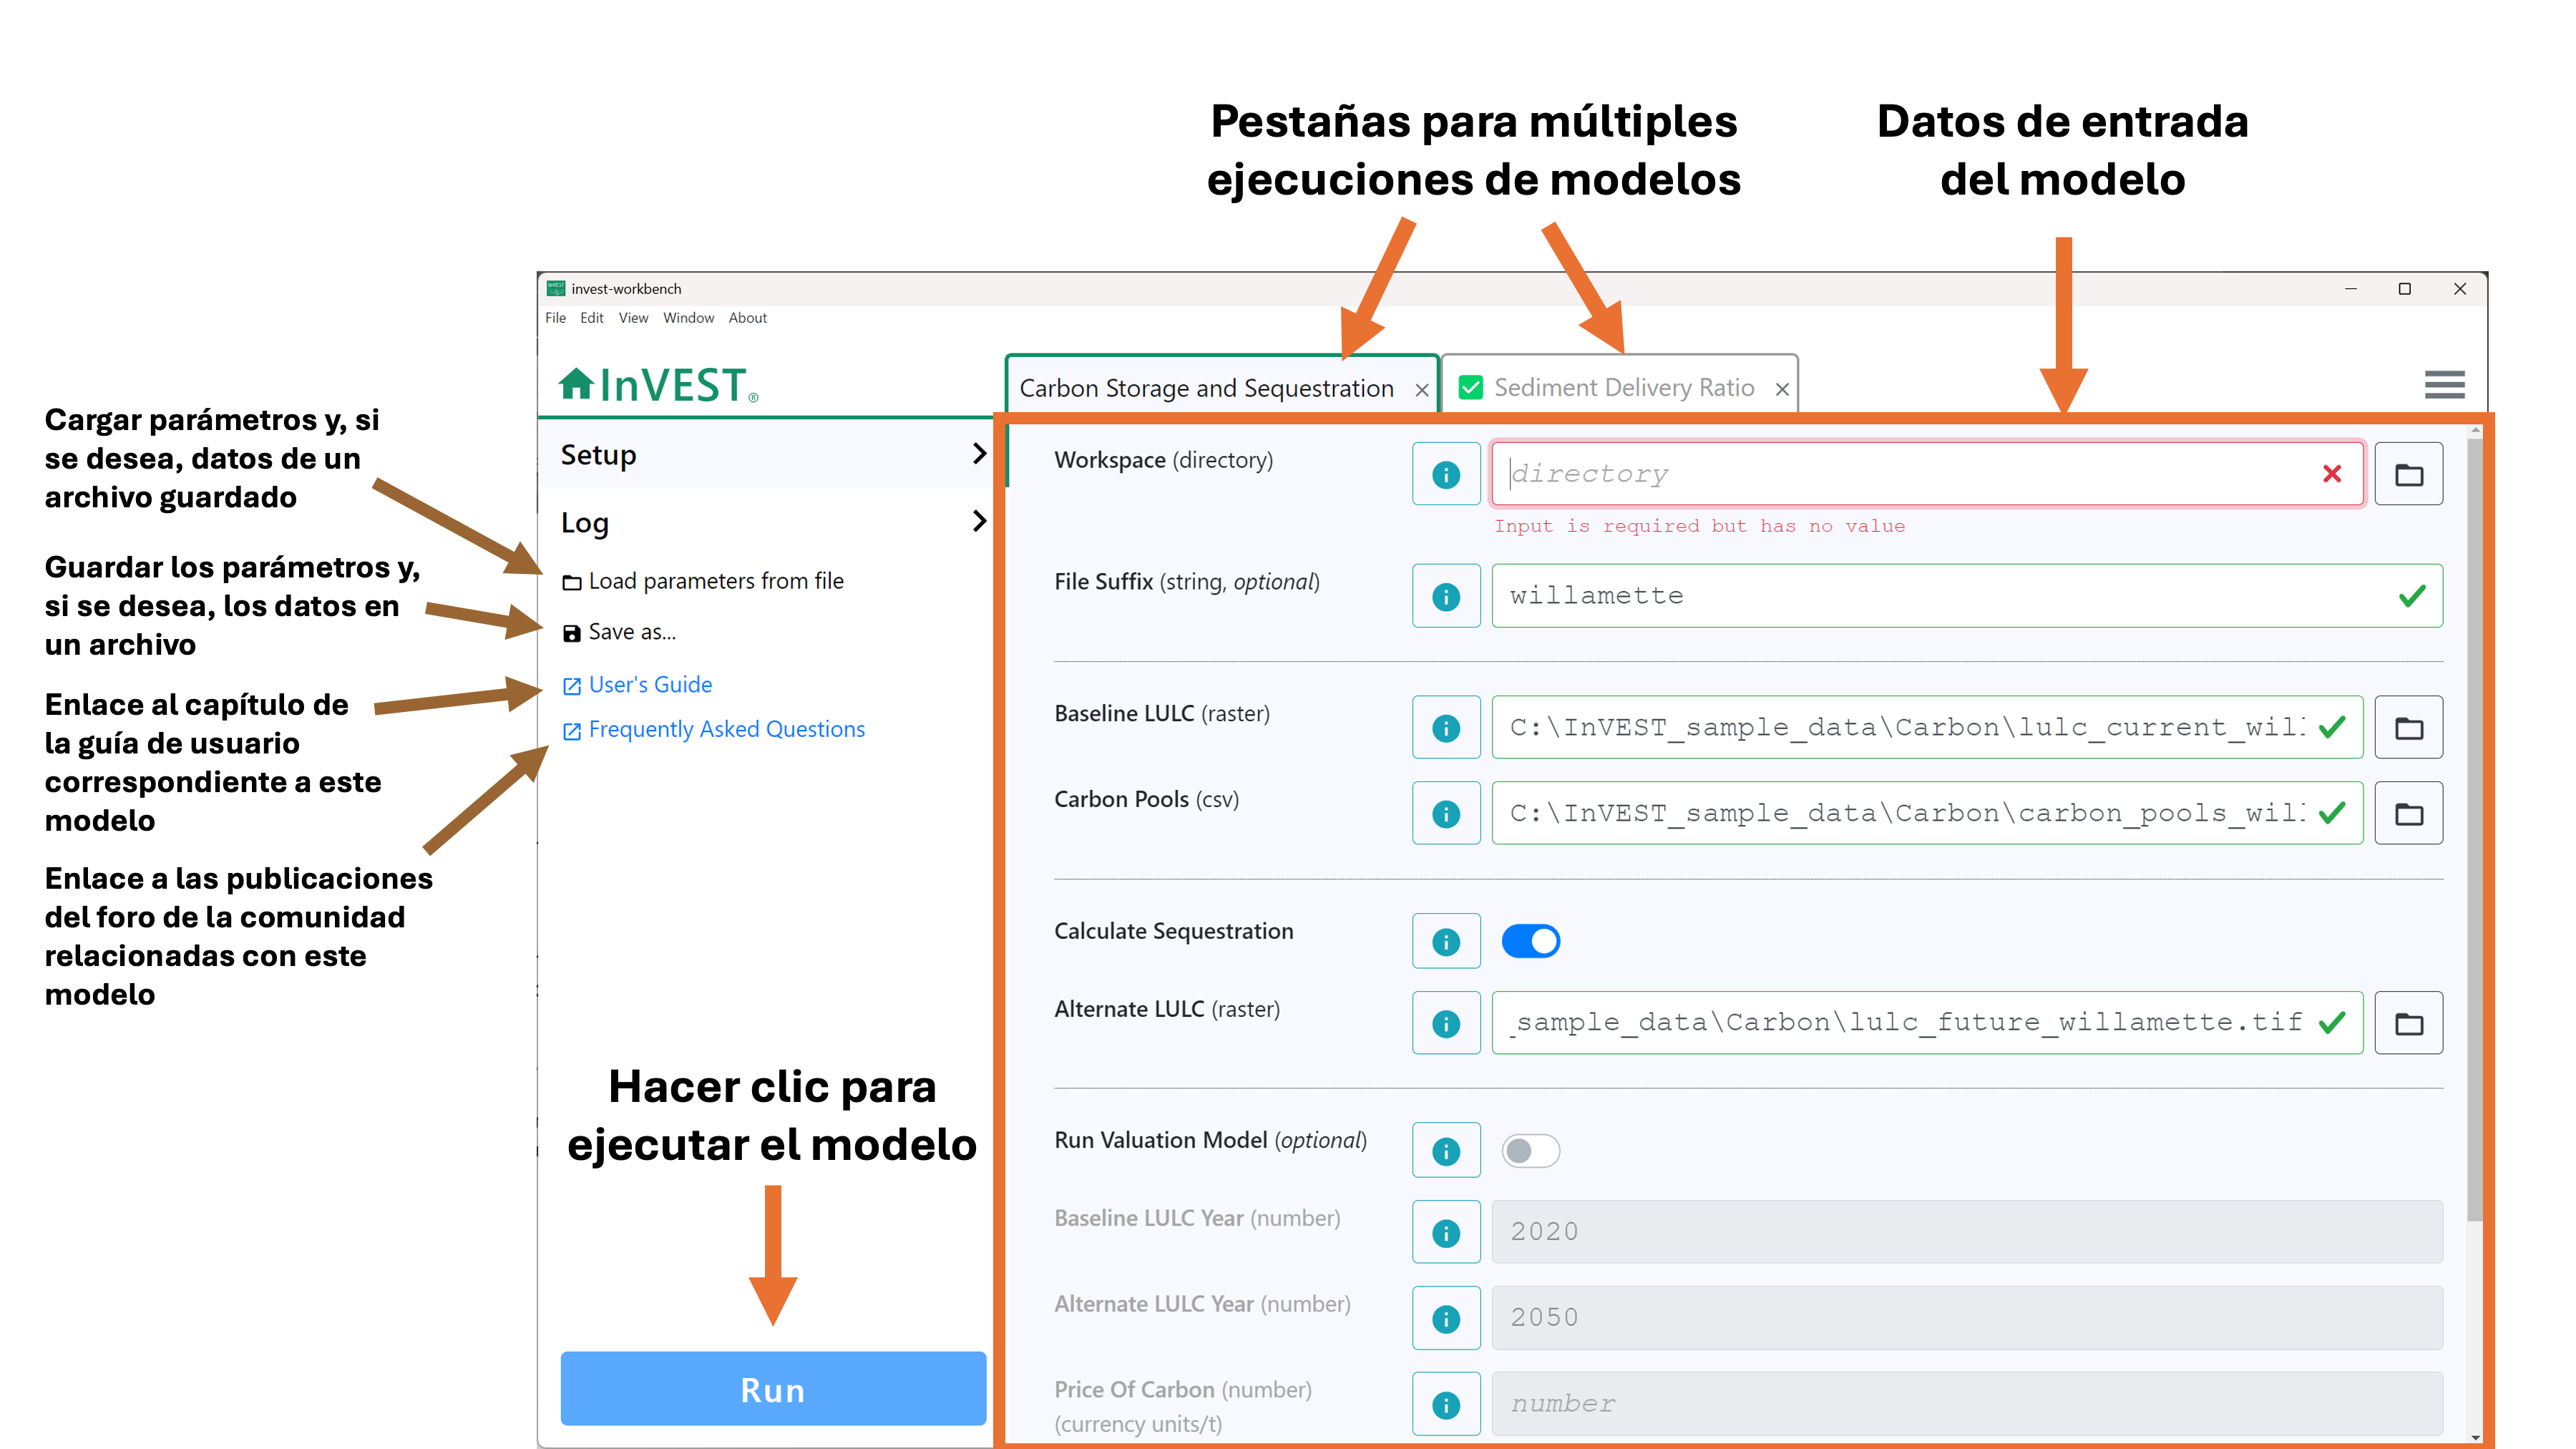 Pestañas para múltiples
ejecuciones de modelos
Datos de entrada
del modelo
invest-workbench
File Edit View Window About
InVEST®
Carbon Storage and Sequestration
Sediment Delivery Ratio
Cargar parámetros y, si
se desea, datos de un
archivo guardado
Guardar los parámetros y,
si se desea, los datos en
un archivo
Enlace al capítulo de
la guía de usuario
correspondiente a este
modelo
Enlace a las publicaciones
del foro de la comunidad
relacionadas con este
modelo
Setup
Log
Load parameters from file
Save as...
User's Guide
Frequently Asked Questions
Hacer clic para
ejecutar el modelo
Run
Workspace (directory)
directory
Input is required but has no value
File Suffix (string, optional)
willamette
Baseline LULC (raster)
C:\InVEST_sample_data\Carbon\lulc_current_will
Carbon Pools (csv)
C:\InVEST_sample_data\Carbon\carbon_pools_will
Calculate Sequestration
Alternate LULC (raster)
_sample_data\Carbon\lulc_future_willamette.tif
Run Valuation Model (optional)
Baseline LULC Year (number)
2020
Alternate LULC Year (number)
2050
Price Of Carbon (number)
(currency units/t)
number